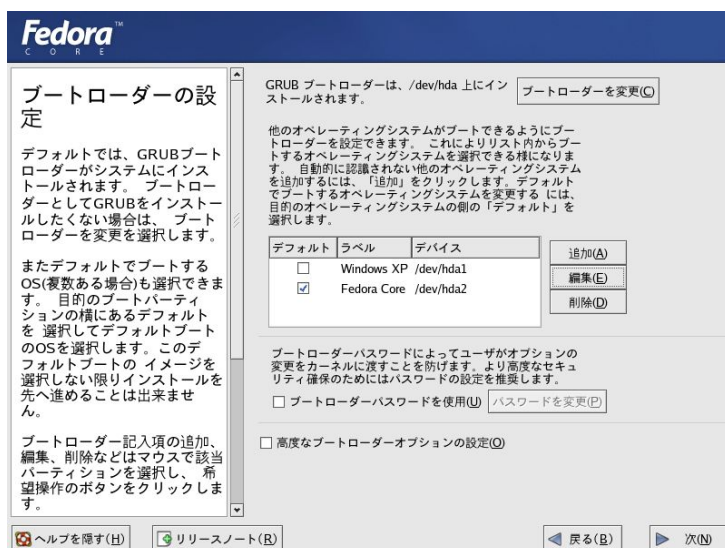 Fedora™
CORE
ブートローダーの設
定
デフォルトでは、GRUBブート
ローダーがシステムにインス
トールされます。 ブートロー
ダーとしてGRUBをインストー
ルしたくない場合は、 ブート
ローダーを変更を選択します。
またデフォルトでブートする
OS(複数ある場合)も選択できま
す。 目的のブートパーティ
ションの横にあるデフォルト
を 選択してデフォルトブート
のOSを選択します。このデ
フォルトブートの イメージを
選択しない限りインストールを
先へ進めることは出来ませ
ん。
ブートローダー記入項の追加、
編集、削除などはマウスで該当
パーティションを選択し、 希
望操作のボタンをクリックしま
す。
GRUB ブートローダーは、/dev/hda 上にイン
ストールされます。
ブートローダーを変更(C)
他のオペレーティングシステムがブートできるようにブー
トローダーを設定できます。 これによりリスト内からブー
トするオペレーティングシステムを選択できる様になりま
す。 自動的に認識されない他のオペレーティングシステム
を追加するには、「追加」をクリックします。デフォルト
でブートするオペレーティングシステムを変更する には、
目的のオペレーティングシステムの側の「デフォルト」を
選択します。
デフォルト ラベル デバイス
Windows XP /dev/hda1
Fedora Core /dev/hda2
追加(A)
編集(E)
削除(D)
ブートローダーパスワードによってユーザがオプションの
変更をカーネルに渡すことを防げます。より高度なセキュ
リティ確保のためにはパスワードの設定を推奨します。
ブートローダーパスワードを使用(U) パスワードを変更(P)
高度なブートローダーオプションの設定(O)
ヘルプを隠す(H) リリースノート(R) 戻る(B) 次(N)